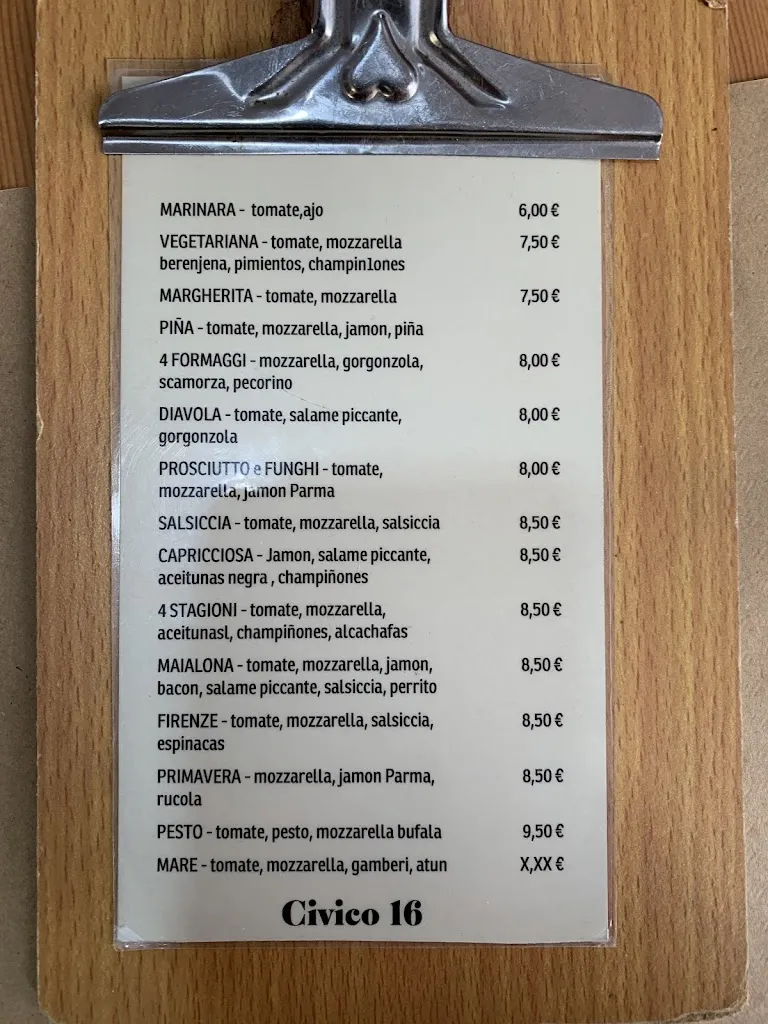 MARINARA - tomate,ajo 6,00 €
VEGETARIANA - tomate, mozzarella 7,50 €
berenjena, pimientos, champin1ones
MARGHERITA - tomate, mozzarella 7,50 €
PIÑA - tomate, mozzarella, jamon, piña
4 FORMAGGI - mozzarella, gorgonzola, 8,00 €
scamorza, pecorino
DIAVOLA - tomate, salame piccante, 8,00 €
gorgonzola
PROSCIUTTO e FUNGHI - tomate, 8,00 €
mozzarella, jamon Parma
SALSICCIA - tomate, mozzarella, salsiccia 8,50 €
CAPRICCIOSA - Jamon, salame piccante, 8,50 €
aceitunas negra , champiñones
4 STAGIONI - tomate, mozzarella, 8,50 €
aceitunasl, champiñones, alcachafas
MAIALONA - tomate, mozzarella, jamon, 8,50 €
bacon, salame piccante, salsiccia, perrito
FIRENZE - tomate, mozzarella, salsiccia, 8,50 €
espinacas
PRIMAVERA - mozzarella, jamon Parma, 8,50 €
rucola
PESTO - tomate, pesto, mozzarella bufala 9,50 €
MARE - tomate, mozzarella, gamberi, atun X,XX €
Civico 16